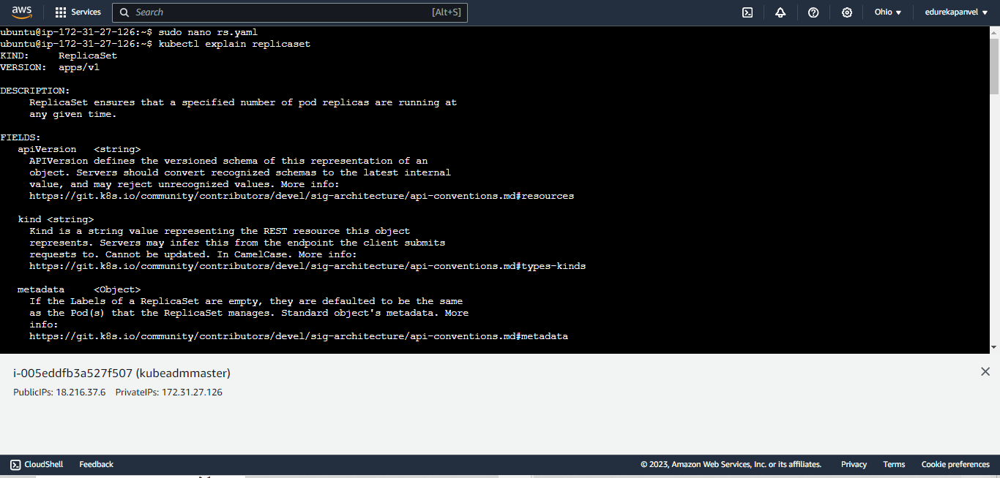 aws
Services
Search
[Alt+S]
Ohio
edurekapanvel
ubuntu@ip-172-31-27-126:~$ sudo nano rs.yaml
ubuntu@ip-172-31-27-126:~$ kubectl explain replicaset
KIND:     ReplicaSet
VERSION:  apps/v1
DESCRIPTION:
ReplicaSet ensures that a specified number of pod replicas are running at
any given time.
FIELDS:
apiVersion   <string>
APIVersion defines the versioned schema of this representation of an
object. Servers should convert recognized schemas to the latest internal
value, and may reject unrecognized values. More info:
https://git.k8s.io/community/contributors/devel/sig-architecture/api-conventions.md#resources
kind <string>
Kind is a string value representing the REST resource this object
represents. Servers may infer this from the endpoint the client submits
requests to. Cannot be updated. In CamelCase. More info:
https://git.k8s.io/community/contributors/devel/sig-architecture/api-conventions.md#types-kinds
metadata     <Object>
If the Labels of a ReplicaSet are empty, they are defaulted to be the same
as the Pod(s) that the ReplicaSet manages. Standard object's metadata. More
info:
https://git.k8s.io/community/contributors/devel/sig-architecture/api-conventions.md#metadata
i-005eddfb3a527f507 (kubeadmmaster)
PublicIPs: 18.216.37.6    PrivateIPs: 172.31.27.126
CloudShell
Feedback
© 2023, Amazon Web Services, Inc. or its affiliates.
Privacy
Terms
Cookie preferences